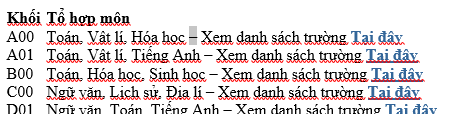 Khối Tổ hợp môn
A00 Toán, Vật lí, Hóa học – Xem danh sách trường Tại đây
A01 Toán, Vật lí, Tiếng Anh – Xem danh sách trường Tại đây
B00 Toán, Hóa học, Sinh học – Xem danh sách trường Tại đây
C00 Ngữ văn, Lịch sử, Địa lí – Xem danh sách trường Tại đây
D01 Ngữ văn, Toán, Tiếng Anh – Xem danh sách trường Tại đây